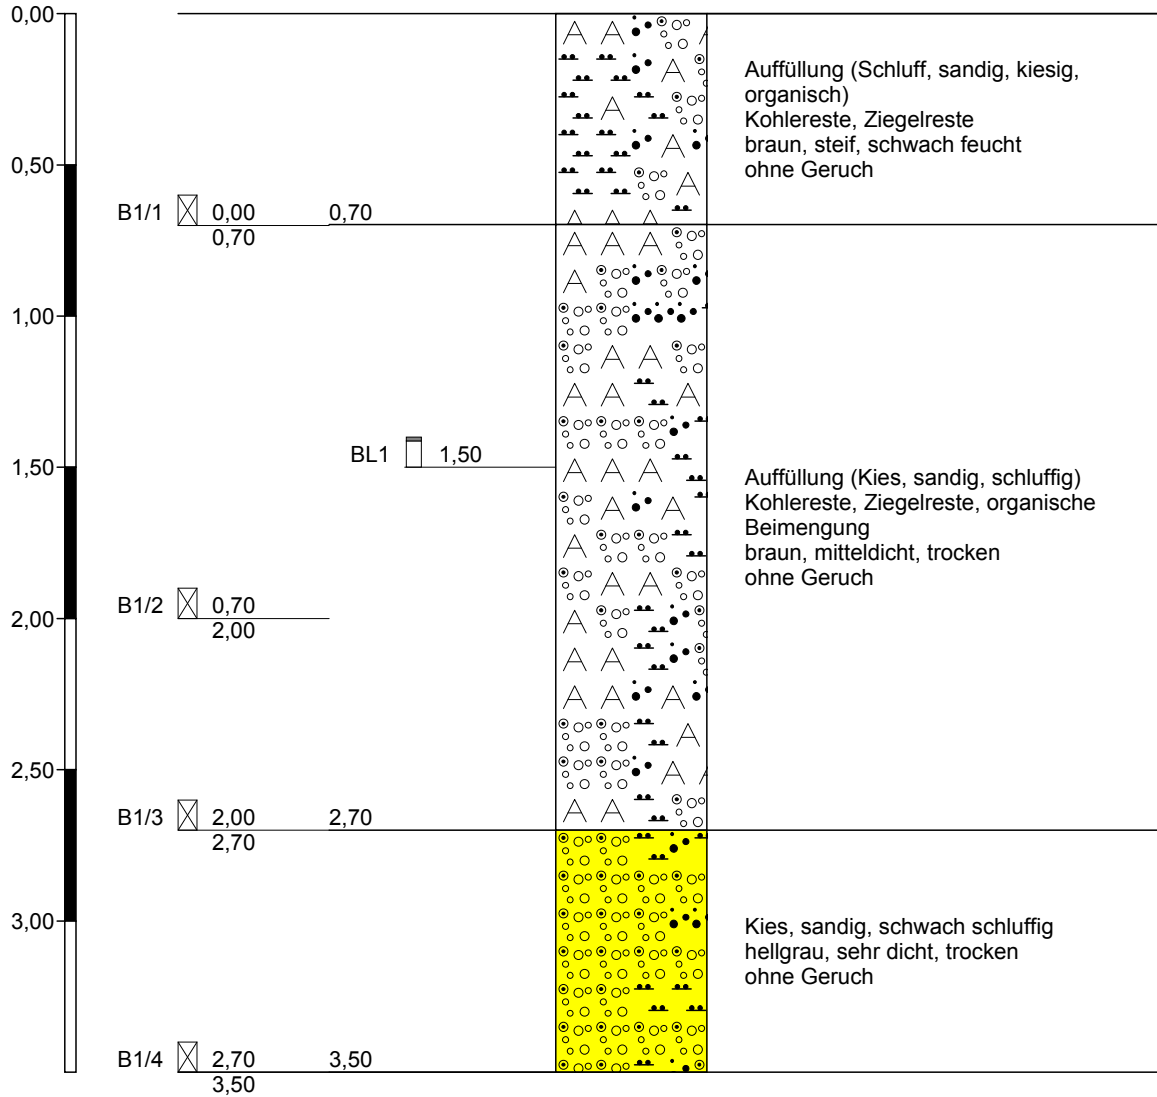 0,00
Auffüllung (Schluff, sandig, kiesig,
organisch)
Kohlereste, Ziegelreste
braun, steif, schwach feucht
ohne Geruch
0,50
B1/1 0,00 0,70
0,70
1,00
BL1 1,50
1,50
Auffüllung (Kies, sandig, schluffig)
Kohlereste, Ziegelreste, organische
Beimengung
braun, mitteldicht, trocken
ohne Geruch
B1/2 0,70
2,00
2,00
2,50
B1/3 2,00 2,70
2,70
3,00
Kies, sandig, schwach schluffig
hellgrau, sehr dicht, trocken
ohne Geruch
B1/4 2,70 3,50
3,50